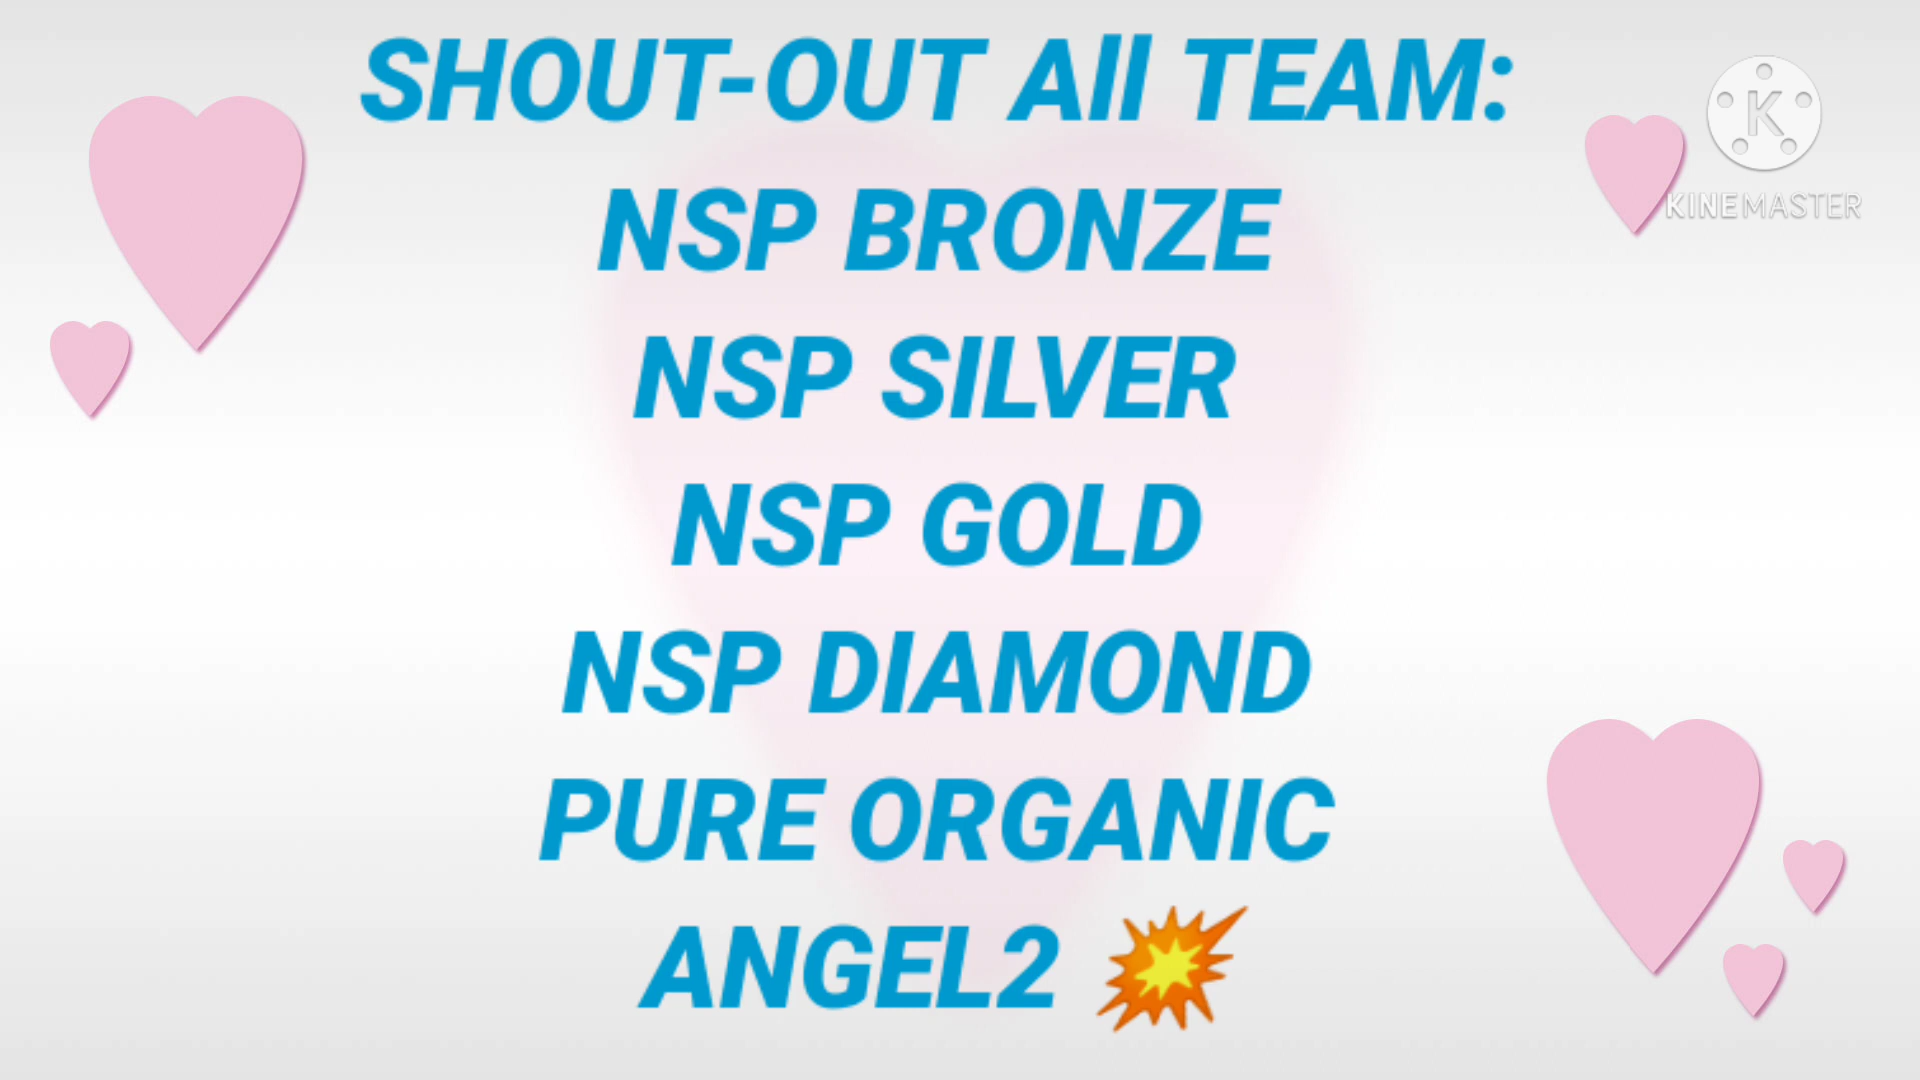 SHOUT-OUT All TEAM:
NSP BRONZE
NSP SILVER
NSP GOLD
NSP DIAMOND
PURE ORGANIC
ANGEL2 💥
K
KINEMASTER